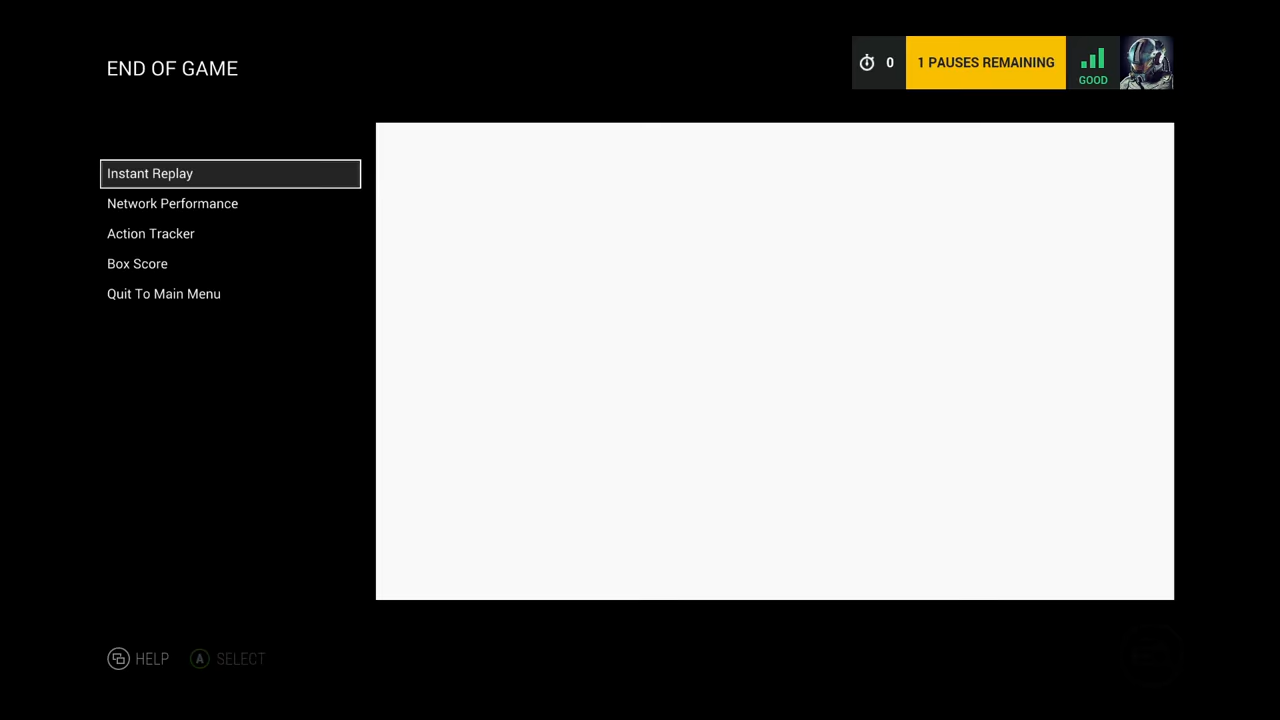 END OF GAME
0
1 PAUSES REMAINING
GOOD
Instant Replay
Network Performance
Action Tracker
Box Score
Quit To Main Menu
HELP
A SELECT